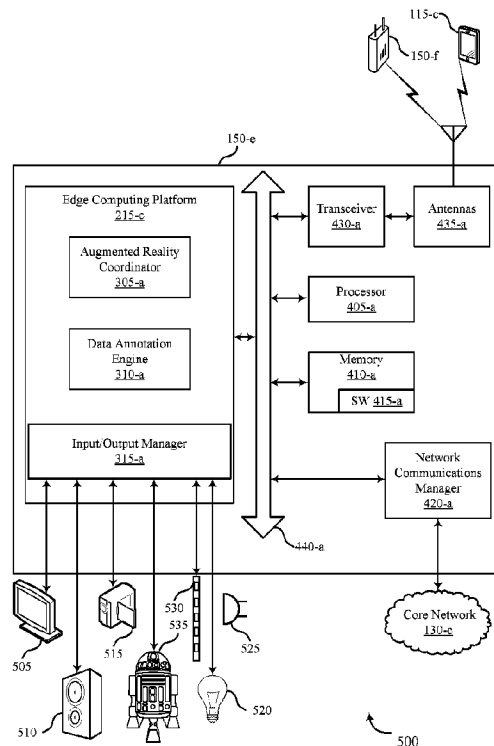 115-c
150-f
150-e
Edge Computing Platform
215-c
Augmented Reality
Coordinator
305-a
Data Annotation
Engine
310-a
Input/Output Manager
315-a
Transceiver
430-a
Antennas
435-a
Processor
405-a
Memory
410-a
SW 415-a
Network
Communications
Manager
420-a
440-a
505
510
515
535
530
525
520
Core Network
130-c
500